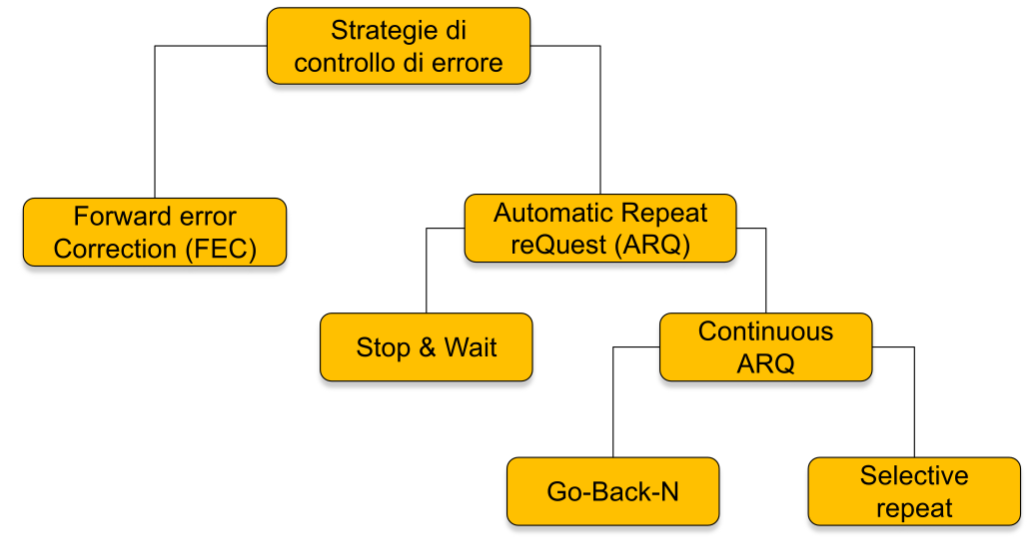 Strategie di
controllo di errore
Forward error
Correction (FEC)
Automatic Repeat
reQuest (ARQ)
Stop & Wait
Continuous
ARQ
Go-Back-N
Selective
repeat